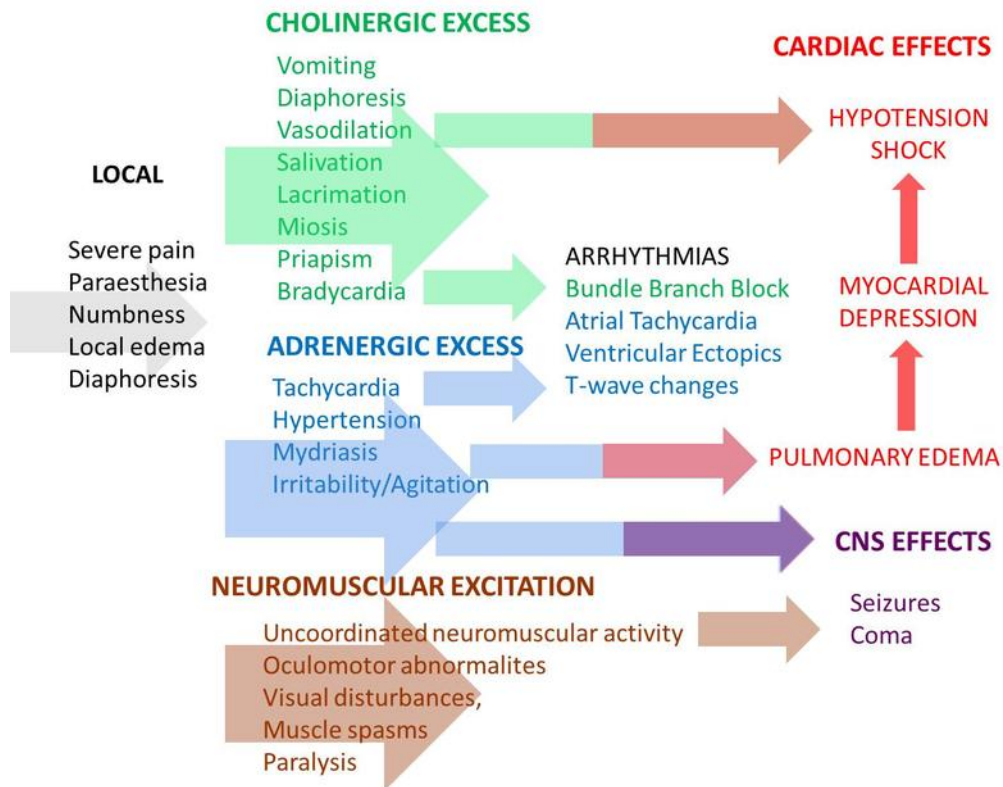 LOCAL
Severe pain
Paraesthesia
Numbness
Local edema
Diaphoresis
CHOLINERGIC EXCESS
Vomiting
Diaphoresis
Vasodilation
Salivation
Lacrimation
Miosis
Priapism
Bradycardia
ADRENERGIC EXCESS
Tachycardia
Hypertension
Mydriasis
Irritability/Agitation
NEUROMUSCULAR EXCITATION
Uncoordinated neuromuscular activity
Oculomotor abnormalites
Visual disturbances,
Muscle spasms
Paralysis
ARRHYTHMIAS
Bundle Branch Block
Atrial Tachycardia
Ventricular Ectopics
T-wave changes
CARDIAC EFFECTS
HYPOTENSION
SHOCK
MYOCARDIAL
DEPRESSION
PULMONARY EDEMA
CNS EFFECTS
Seizures
Coma